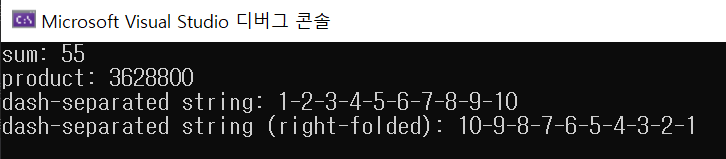 Microsoft Visual Studio 디버그 콘솔
sum: 55
product: 3628800
dash-separated string: 1-2-3-4-5-6-7-8-9-10
dash-separated string (right-folded): 10-9-8-7-6-5-4-3-2-1